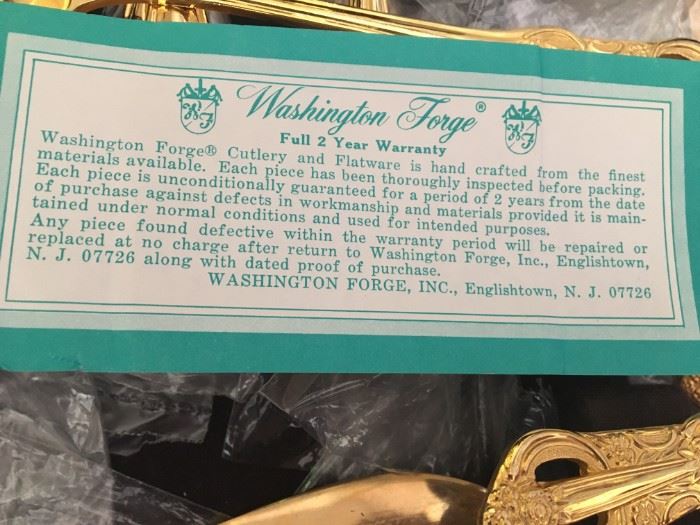 Washington Forge®
Full 2 Year Warranty
Washington Forge® Cutlery and Flatware is hand crafted from the finest
materials available. Each piece has been thoroughly inspected before packing.
Each piece is unconditionally guaranteed for a period of 2 years from the date
of purchase against defects in workmanship and materials provided it is main-
tained under normal conditions and used for intended purposes.
Any piece found defective within the warranty period will be repaired or
replaced at no charge after return to Washington Forge, Inc., Englishtown,
N. J. 07726 along with dated proof of purchase.
WASHINGTON FORGE, INC., Englishtown, N. J. 07726